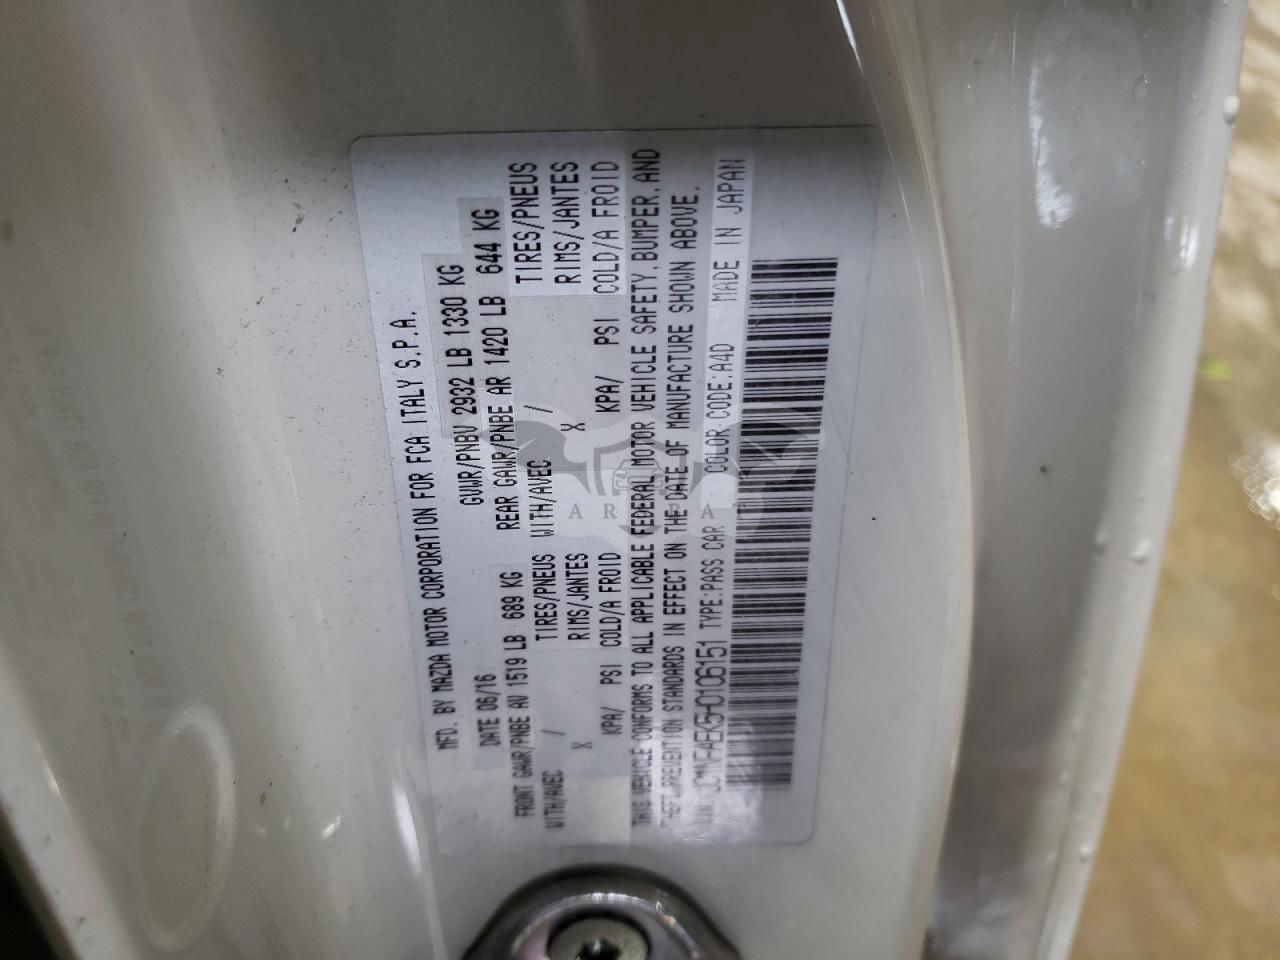 MFD. BY MAZDA MOTOR CORPORATION FOR FCA ITALY S.P.A.
DATE 06/16 GVWR/PNBV 2932 LB 1330 KG
FRONT GAWR/PNBE AV 1519 LB 689 KG REAR GAWR/PNBE AR 1420 LB 644 KG
WITH/AVEC / TIRES/PNEUS WITH/AVEC / TIRES/PNEUS
X RIMS/JANTES X RIMS/JANTES
KPA/ PSI COLD/A FROID KPA/ PSI COLD/A FROID
THIS VEHICLE CONFORMS TO ALL APPLICABLE FEDERAL MOTOR VEHICLE SAFETY, BUMPER, AND
THEFT PREVENTION STANDARDS IN EFFECT ON THE DATE OF MANUFACTURE SHOWN ABOVE.
VIN: JC1NFAEK5H0106151 TYPE:PASS CAR COLOR CODE:A4D MADE IN JAPAN